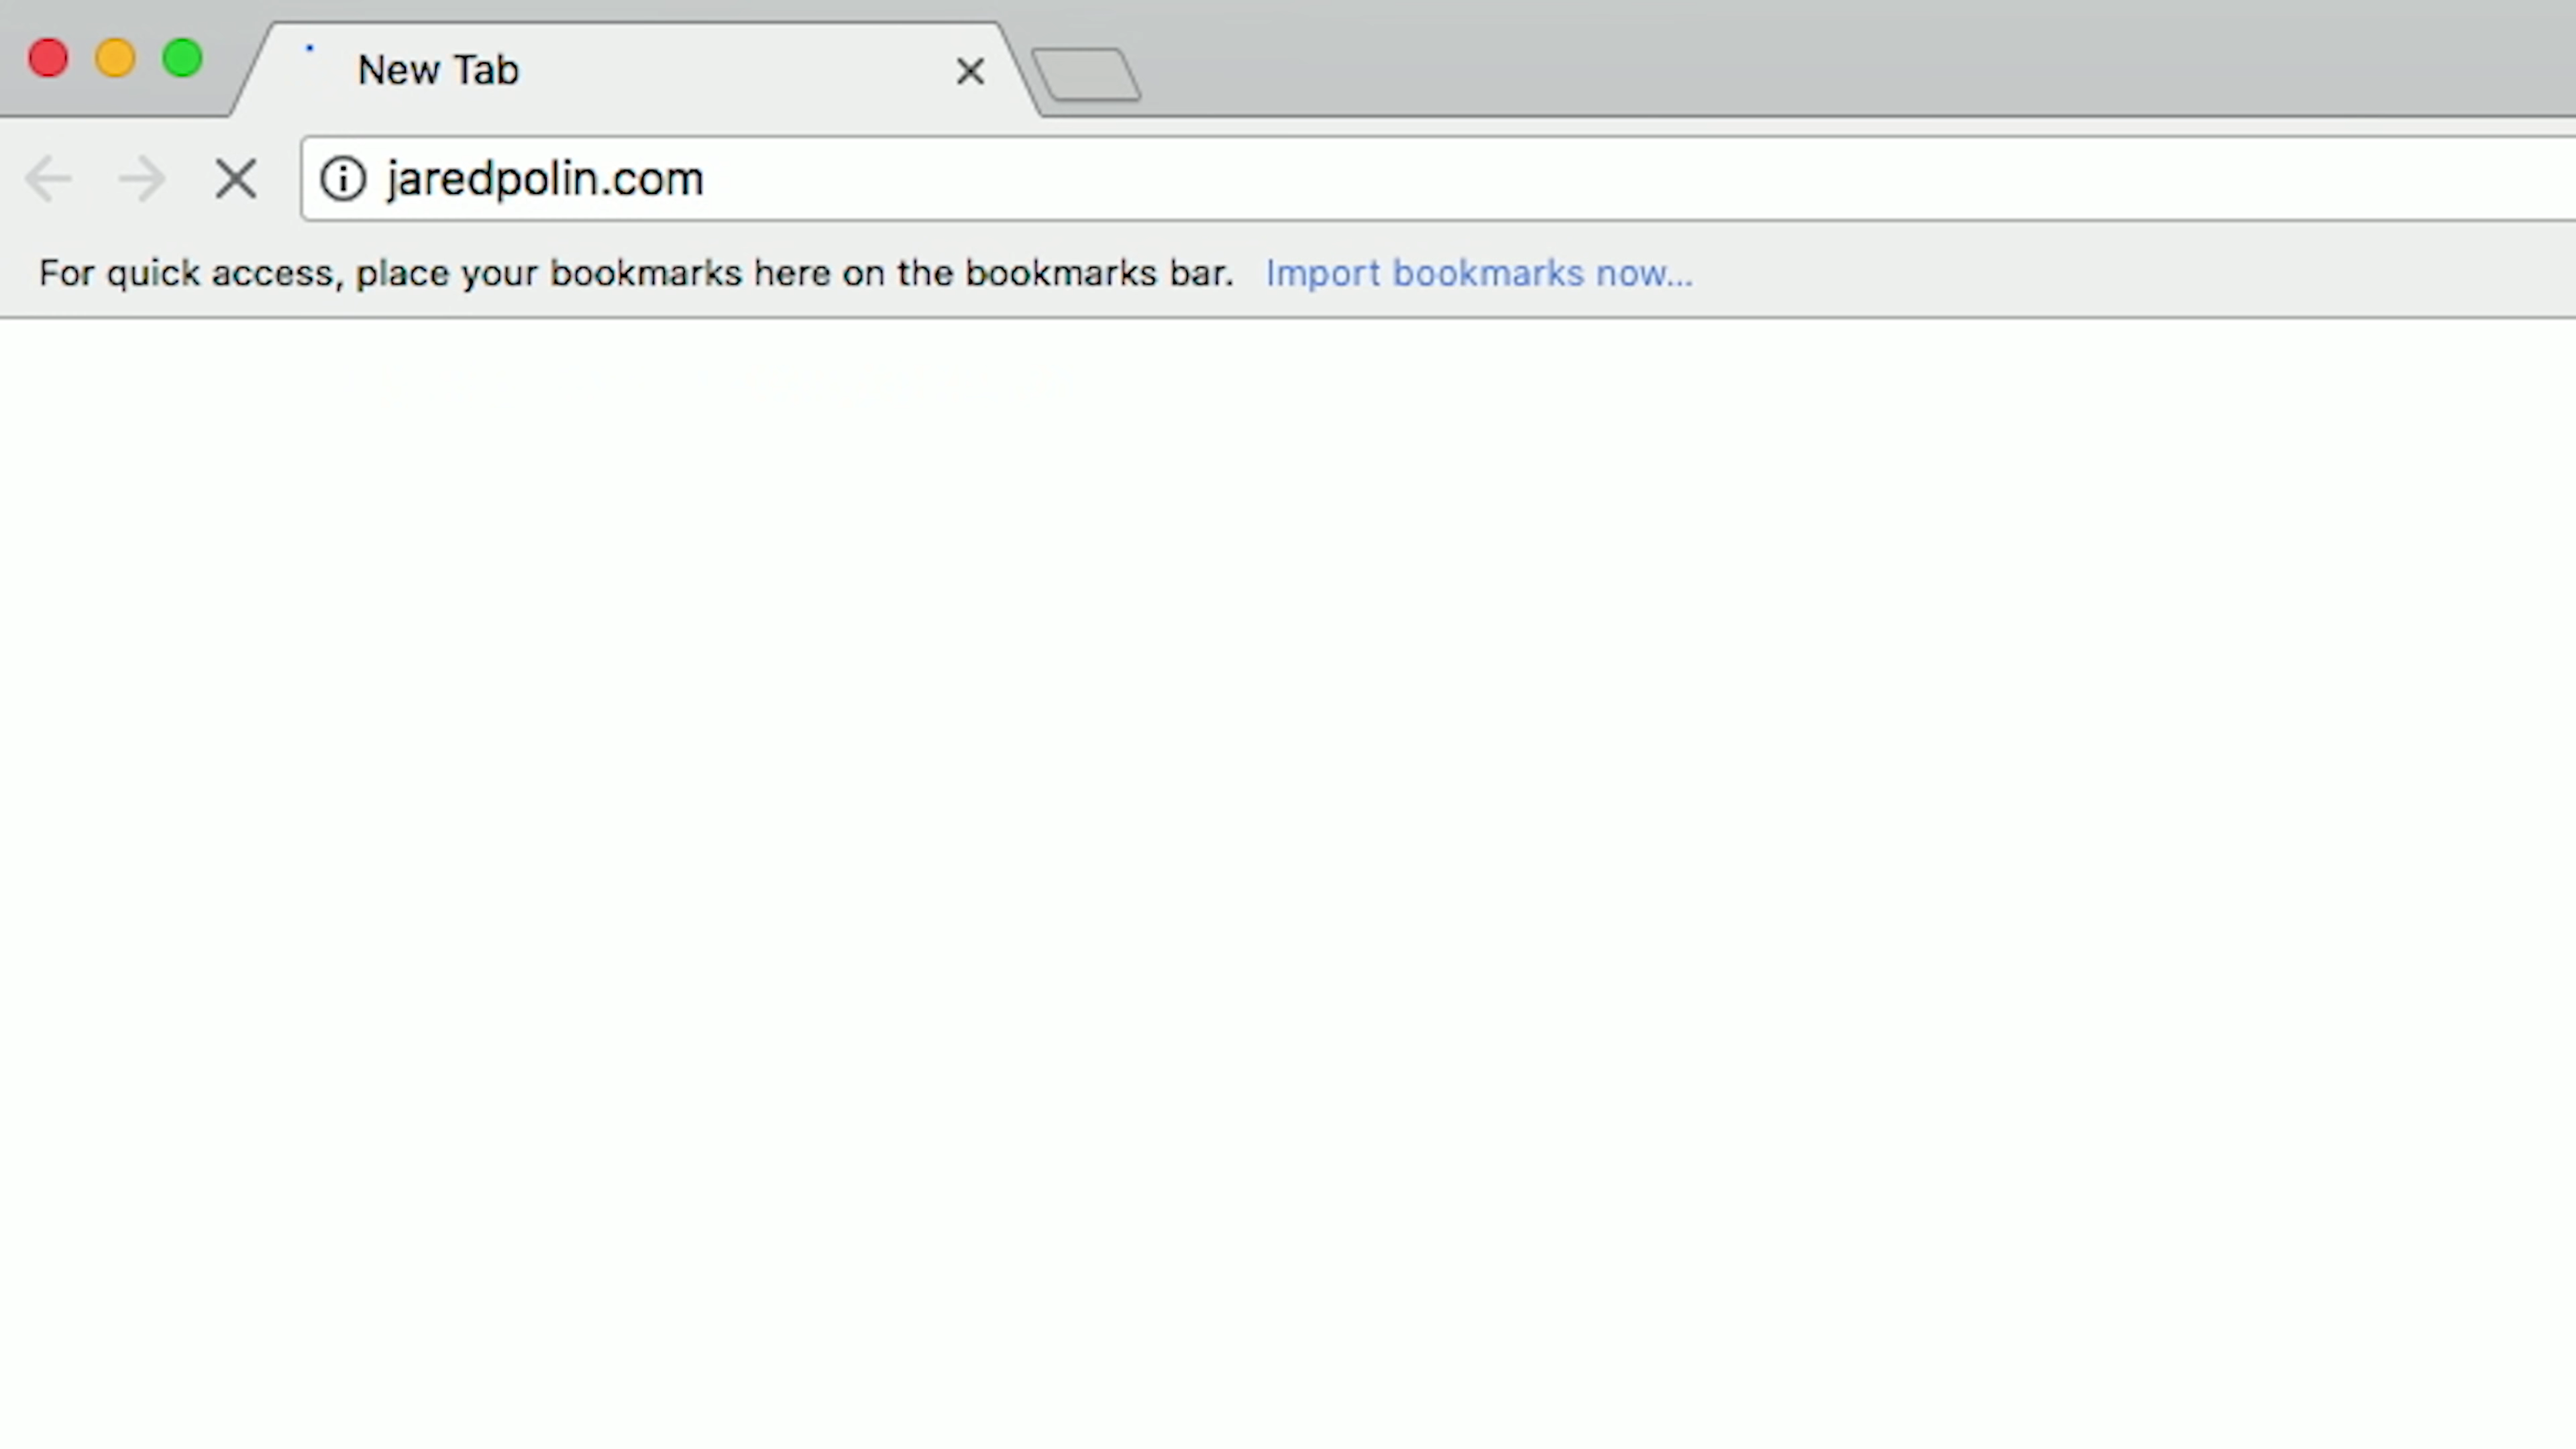 New Tab
jaredpolin.com
For quick access, place your bookmarks here on the bookmarks bar. Import bookmarks now...